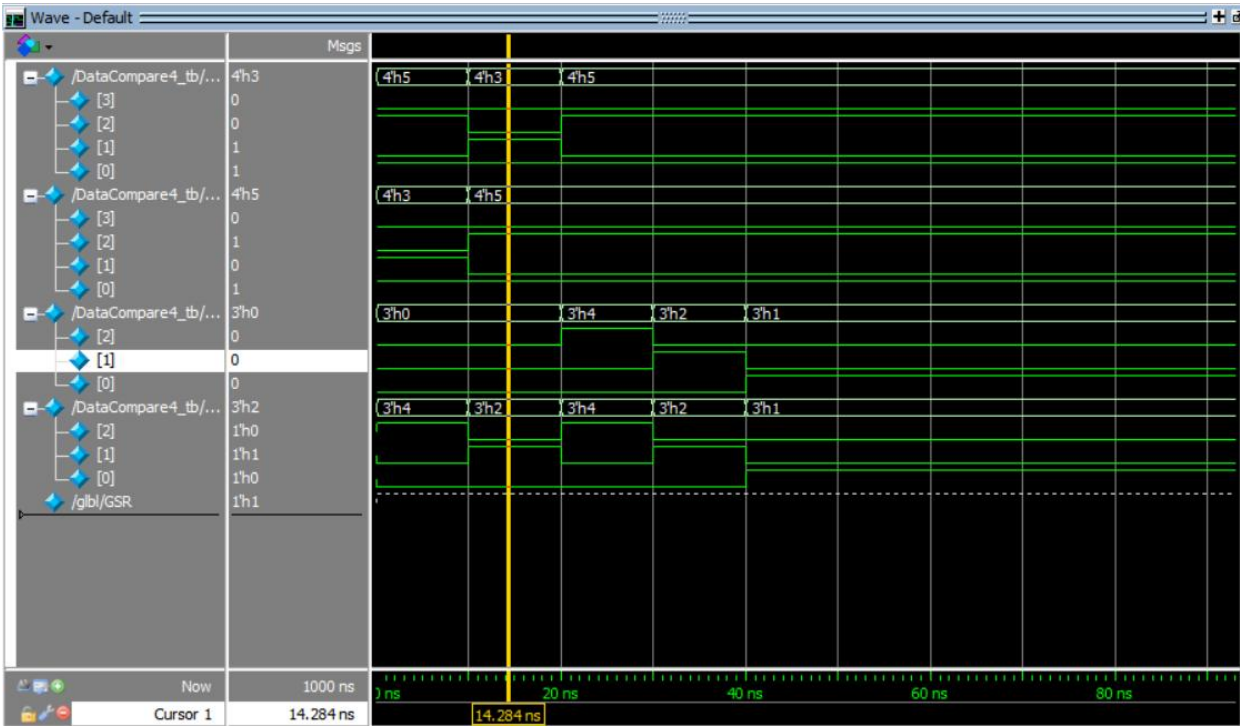 Wave - Default
Msgs
/DataCompare4_tb/... 4'h3 4'h5 4'h3 4'h5
[3] 0
[2] 0
[1] 1
[0] 1
/DataCompare4_tb/... 4'h5 4'h3 4'h5
[3] 0
[2] 1
[1] 0
[0] 1
/DataCompare4_tb/... 3'h0 3'h0 3'h4 3'h2 3'h1
[2] 0
[1] 0
[0] 0
/DataCompare4_tb/... 3'h2 3'h4 3'h2 3'h4 3'h2 3'h1
[2] 1'h0
[1] 1'h1
[0] 1'h0
/glbl/GSR 1'h1
Now 1000 ns ns 20 ns 40 ns 60 ns 80 ns
Cursor 1 14.284 ns 14.284 ns